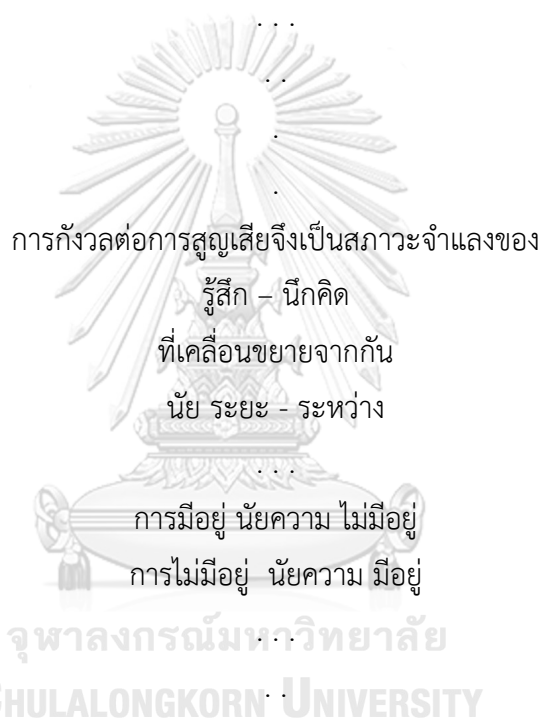 . . .
. .
.
.
การกังวลต่อการสูญเสียจึงเป็นสภาวะจำแลงของ
รู้สึก – นึกคิด
ที่เคลื่อนขยายจากกัน
นัย ระยะ - ระหว่าง
. . .
การมีอยู่ นัยความ ไม่มีอยู่
การไม่มีอยู่ นัยความ มีอยู่
. . .
จุฬาลงกรณ์มหาวิทยาลัย
. .
CHULALONGKORN UNIVERSITY